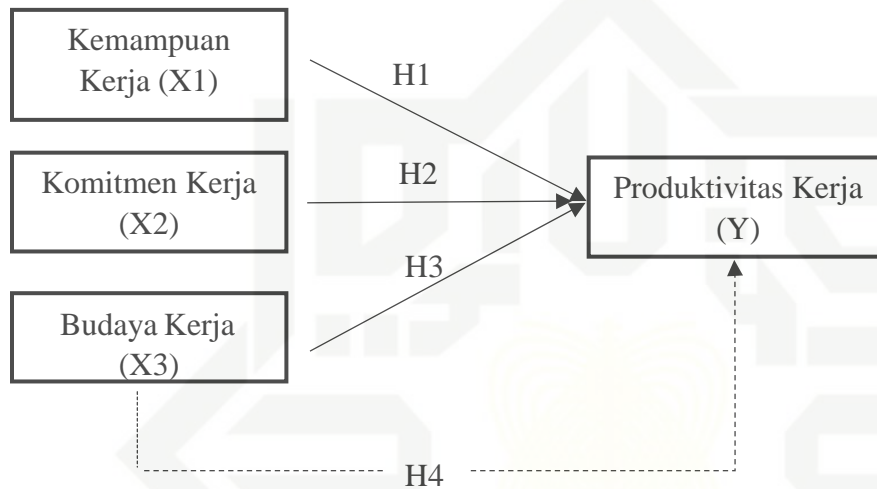 Kemampuan
Kerja (X1)
H1
Komitmen Kerja
(X2)
H2
Produktivitas Kerja
(Y)
H3
Budaya Kerja
(X3)
H4